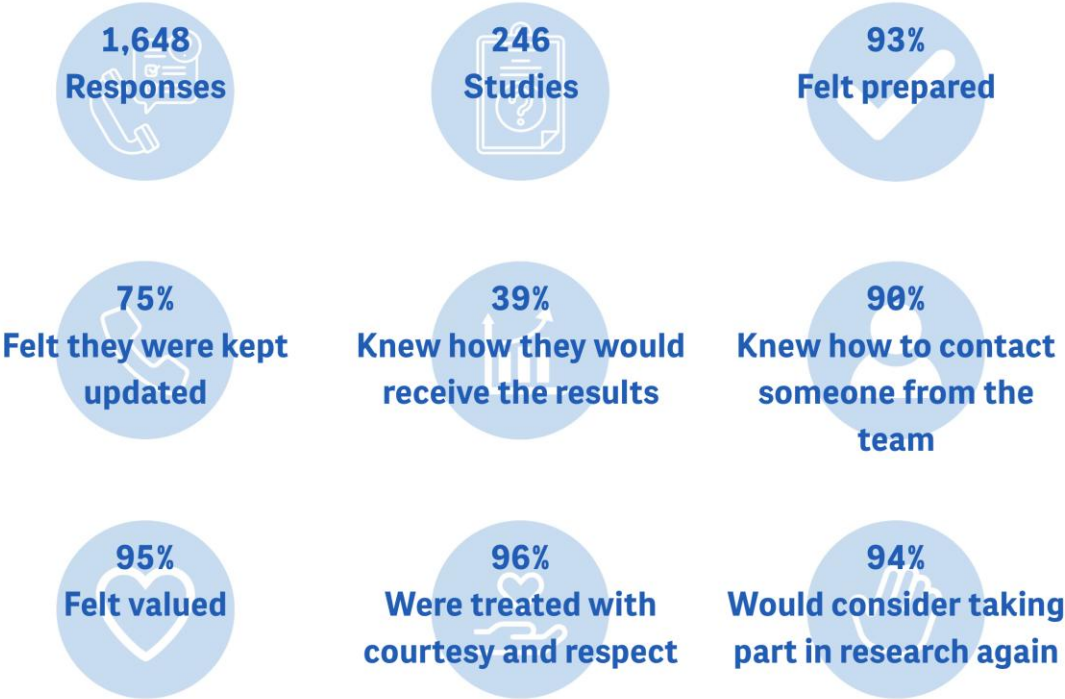 1,648
Responses
246
Studies
93%
Felt prepared
75%
Felt they were kept
updated
39%
Knew how they would
receive the results
90%
Knew how to contact
someone from the
team
95%
Felt valued
96%
Were treated with
courtesy and respect
94%
Would consider taking
part in research again